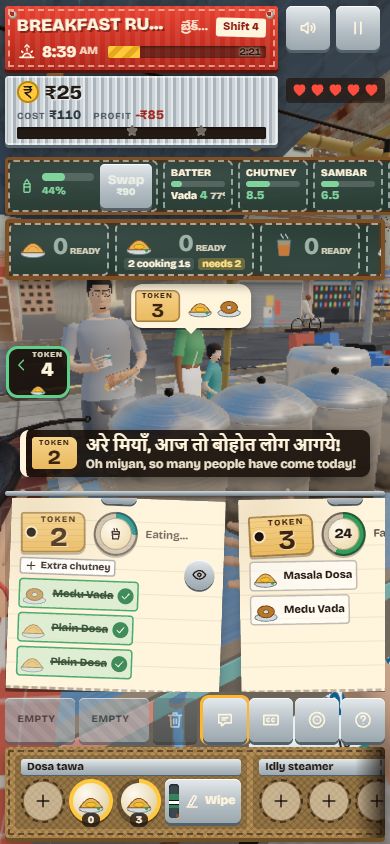 BREAKFAST RU...
Shift 4
8:39 AM
2:21
₹ ₹25
COST ₹110 PROFIT -₹85
44%
Swap
₹90
BATTER
Vada 4
CHUTNEY
8.5
SAMBAR
6.5
0 READY
0 READY
2 cooking 1s needs 2
0 READY
TOKEN
3
TOKEN
4
TOKEN
2
अरे मियाँ, आज तो बोहोत लोग आगये!
Oh miyan, so many people have come today!
TOKEN
2
Eating...
+ Extra chutney
Medu Vada
Plain Dosa
Plain Dosa
TOKEN
3
24
Fa
Masala Dosa
Medu Vada
EMPTY
EMPTY
CC
?
Dosa tawa
+
0
3
Wipe
Idly steamer
+
+
+